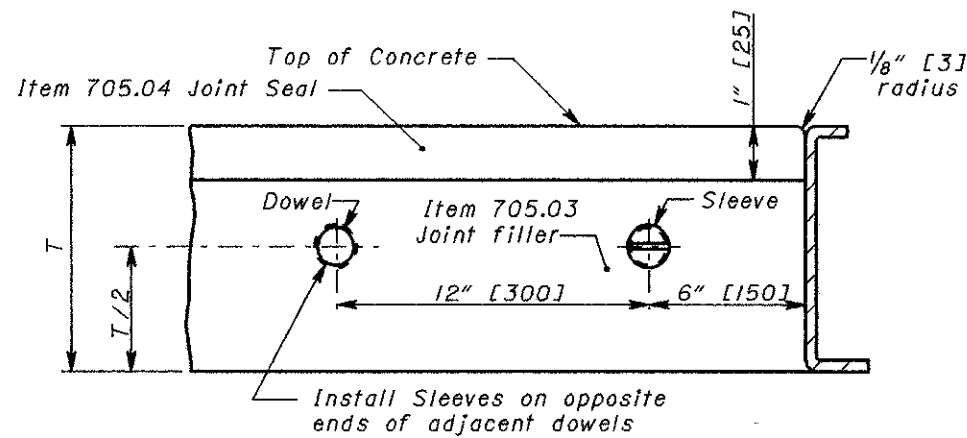 Top of Concrete
1" [25]
1/8" [3]
radius
Item 705.04 Joint Seal
Dowel
Item 705.03
Joint filler
Sleeve
T
T/2
12" [300]
6" [150]
Install Sleeves on opposite
ends of adjacent dowels